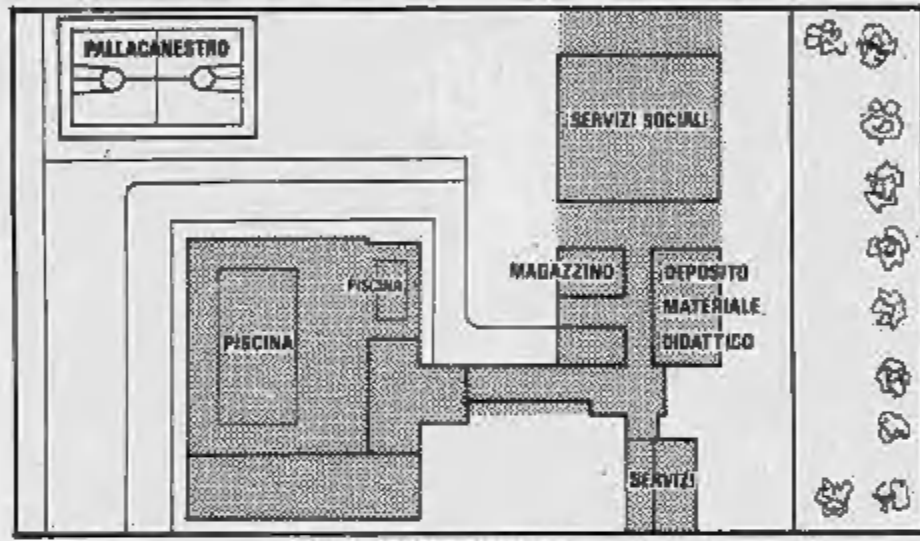 PALLACANESTRO
SERVIZI SOCIALI
MAGAZZINO
DEPOSITO
MATERIALE
DIDATTICO
PISCINA
PISCINA
SERVIZI